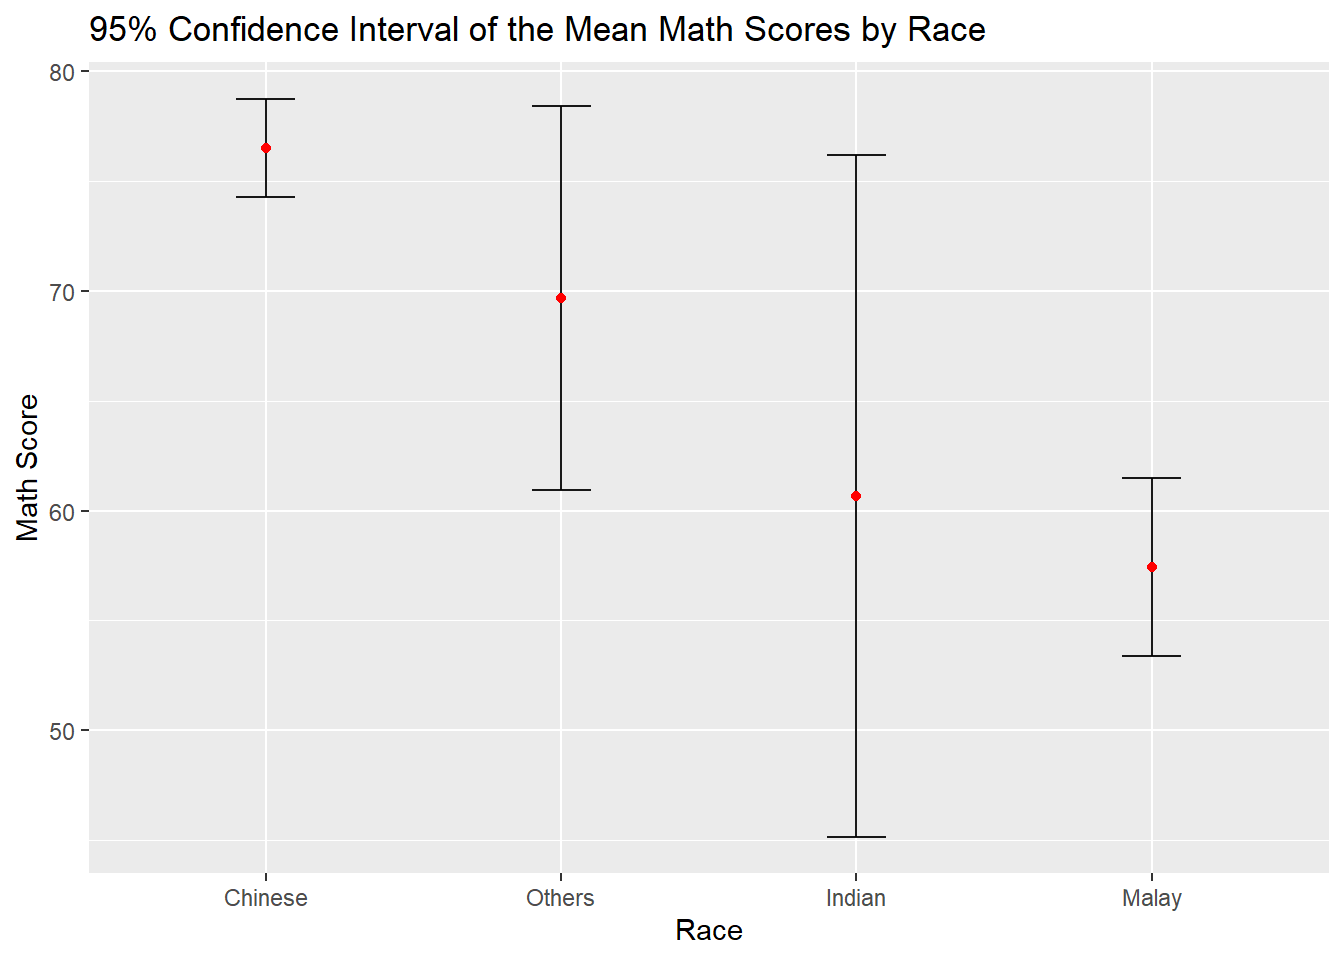 95% Confidence Interval of the Mean Math Scores by Race
Math Score
80
70
60
50
Chinese Others Indian Malay
Race